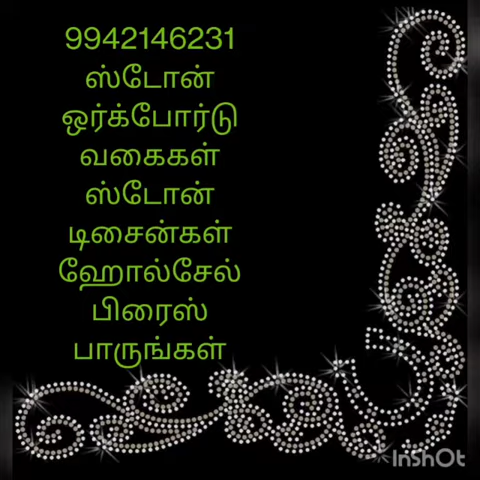 9942146231
ஸ்டோன்
ஒர்க்போர்டு
வகைகள்
ஸ்டோன்
டிசைன்கள்
ஹோல்சேல்
பிரைஸ்
பாருங்கள்
InShOt